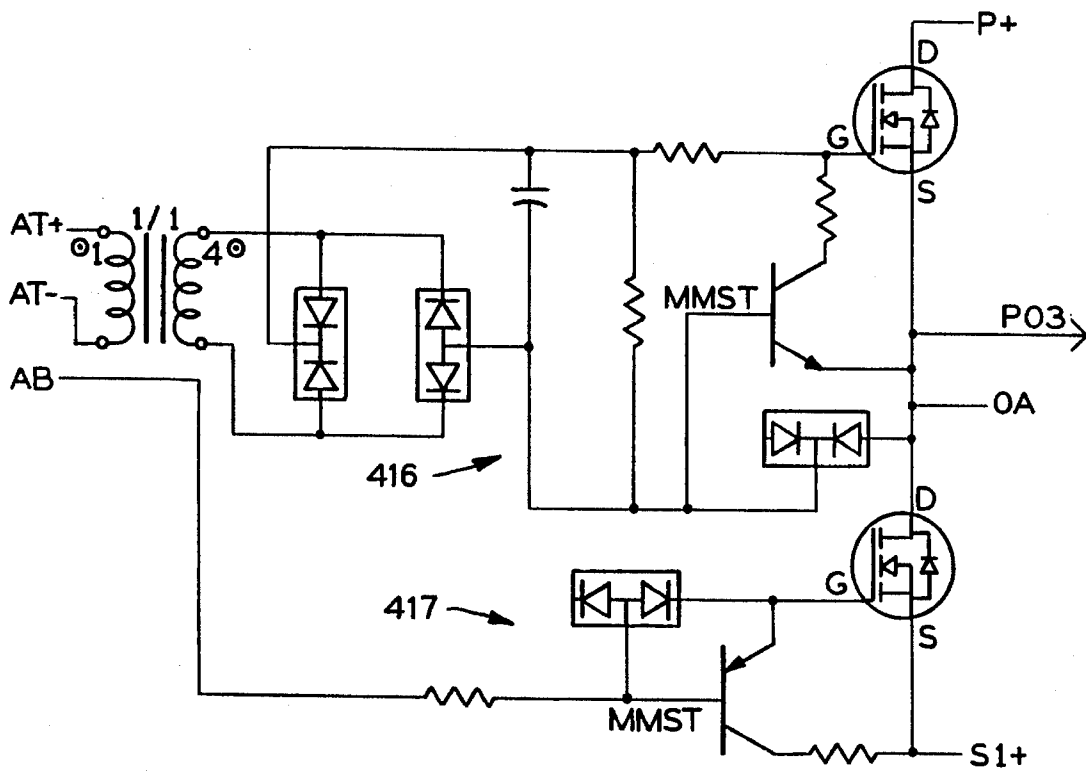 P+
D
G
S
AT+
1/1
⊙1
4⊙
AT-
MMST
P03
AB
0A
416
D
G
417
S
MMST
S1+